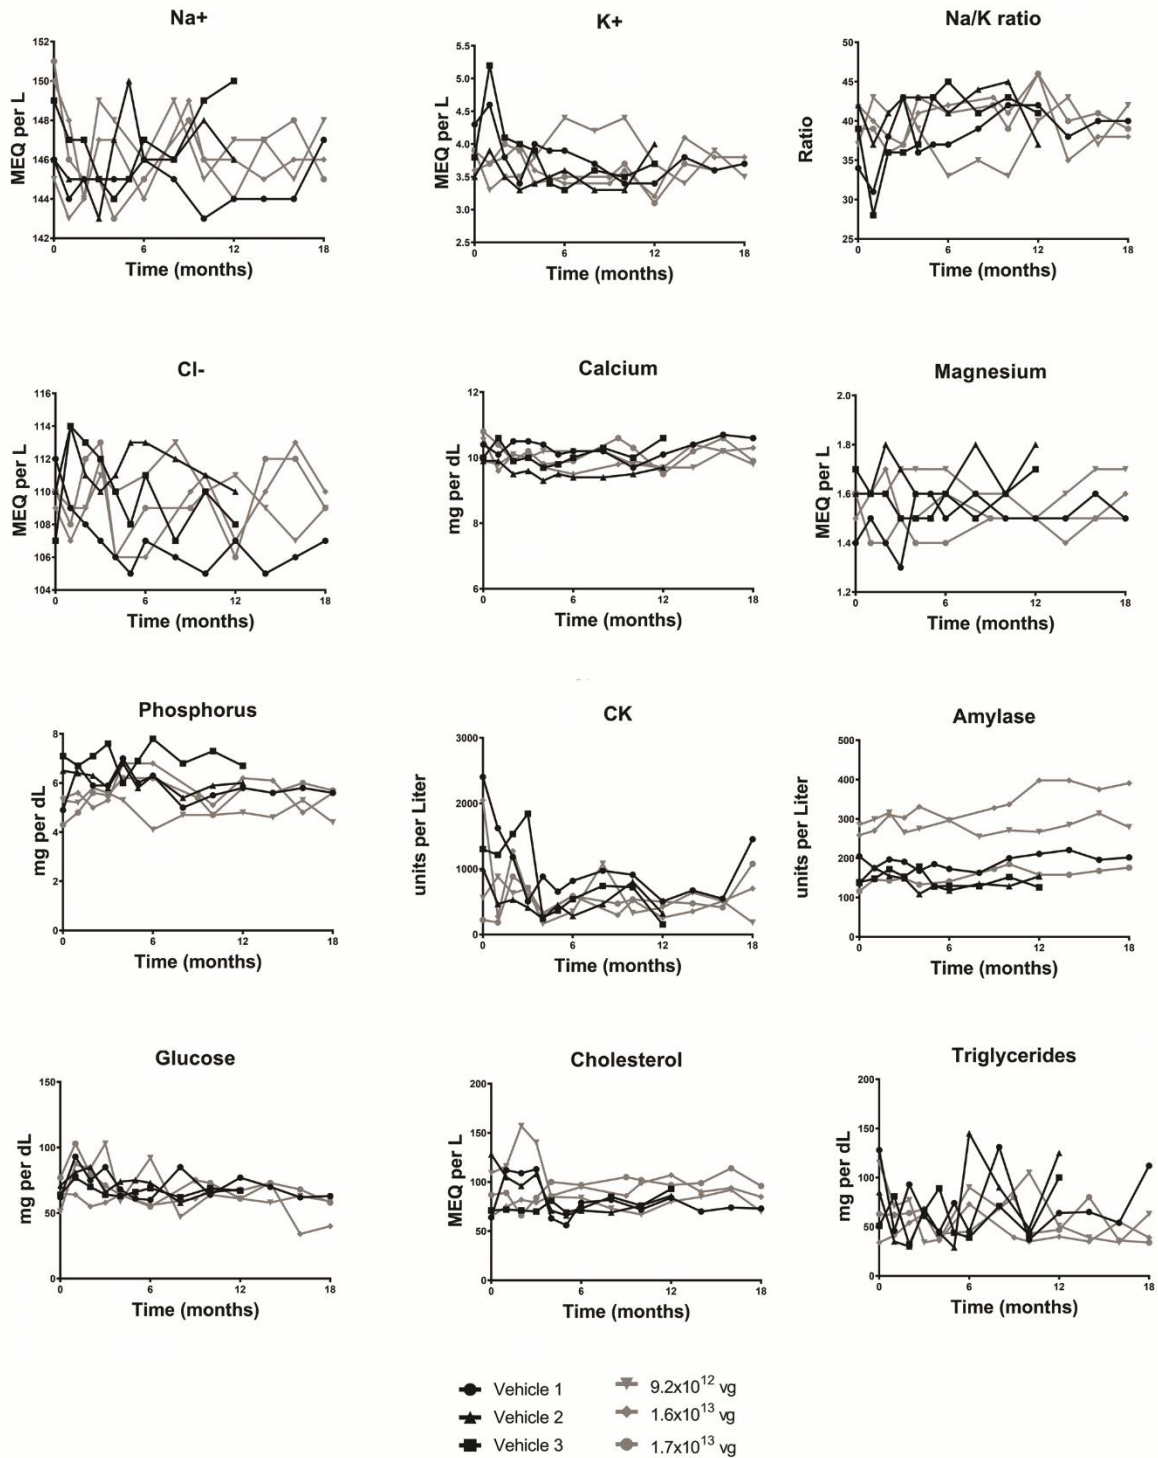 Na+
K+
Na/K ratio
152
150
148
146
144
142
MEQ per L
0 6 12 18
Time (months)
5.5
5.0
4.5
4.0
3.5
3.0
2.5
MEQ per L
0 6 12 18
Time (months)
50
45
40
35
30
25
Ratio
0 6 12 18
Time (months)
Cl-
Calcium
Magnesium
116
114
112
110
108
106
104
MEQ per L
0 6 12 18
Time (months)
12
10
8
6
mg per dL
0 6 12 18
Time (months)
2.0
1.8
1.6
1.4
1.2
MEQ per L
0 6 12 18
Time (months)
Phosphorus
CK
Amylase
8
6
4
2
0
mg per dL
0 6 12 18
Time (months)
3000
2000
1000
0
units per Liter
0 6 12 18
Time (months)
500
400
300
200
100
0
units per Liter
0 6 12 18
Time (months)
Glucose
Cholesterol
Triglycerides
150
100
50
0
mg per dL
0 6 12 18
Time (months)
200
150
100
50
0
MEQ per L
0 6 12 18
Time (months)
200
150
100
50
0
mg per dL
0 6 12 18
Time (months)
Vehicle 1
Vehicle 2
Vehicle 3
9.2x10¹² vg
1.6x10¹³ vg
1.7x10¹³ vg